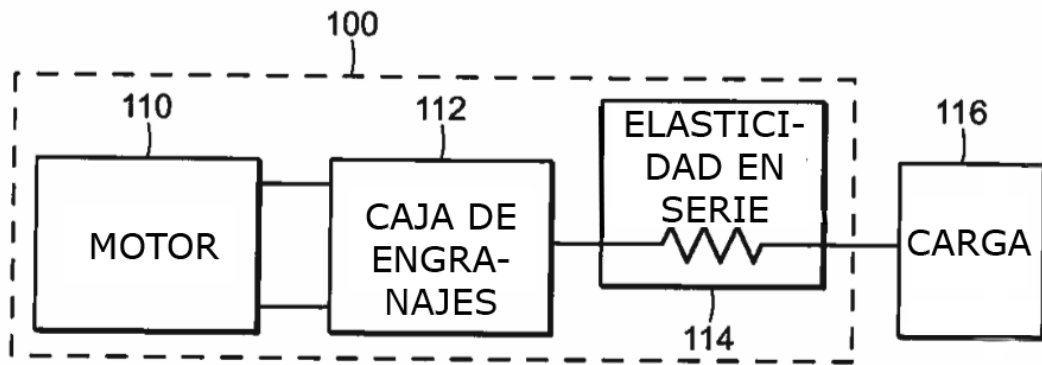 100
110
112
ELASTICI-
DAD EN
SERIE
116
MOTOR
CAJA DE
ENGRA-
NAJES
CARGA
114